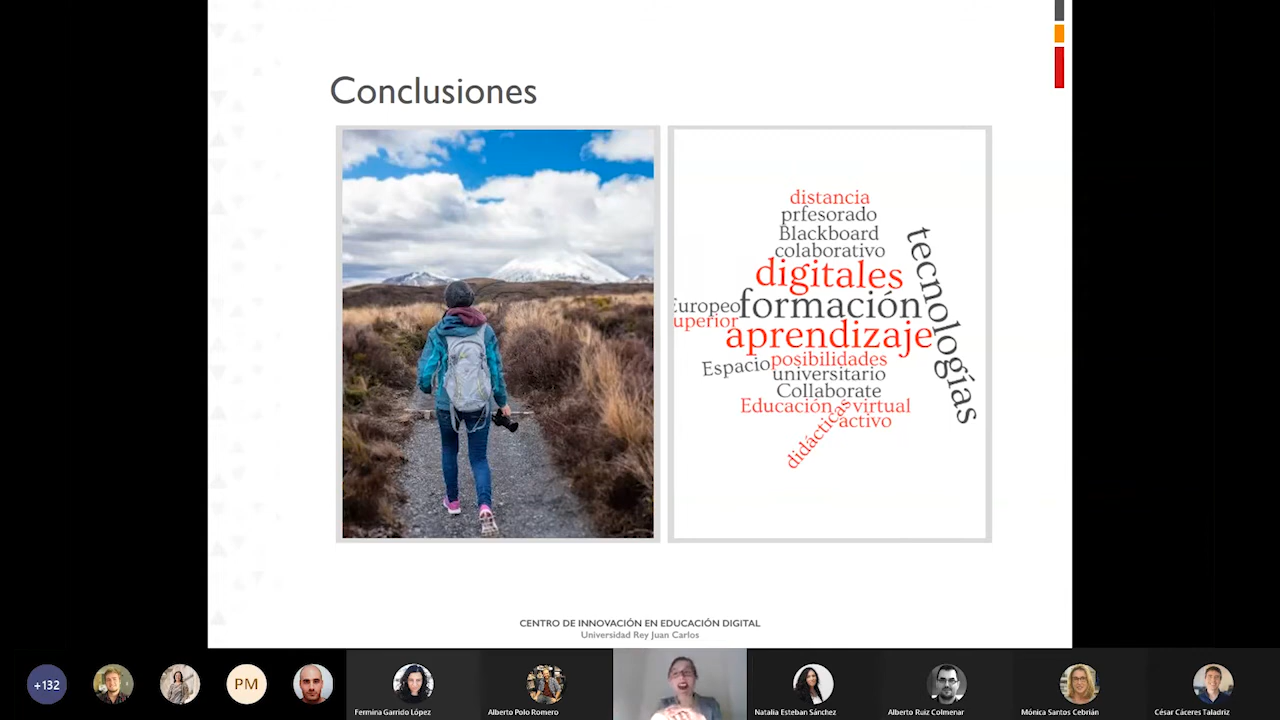 Conclusiones
distancia
prfesorado
Blackboard
colaborativo
tecnologías
digitales
Europeo
formación
uperior
aprendizaje
Espacio
posibilidades
universitario
Collaborate
Educación virtual
activo
didácticas
CENTRO DE INNOVACIÓN EN EDUCACIÓN DIGITAL
Universidad Rey Juan Carlos
+132
PM
Fermina Garrido López
Alberto Polo Romero
Natalia Esteban Sánchez
Alberto Ruiz Colmenar
Mónica Santos Cebrián
César Cáceres Taladriz